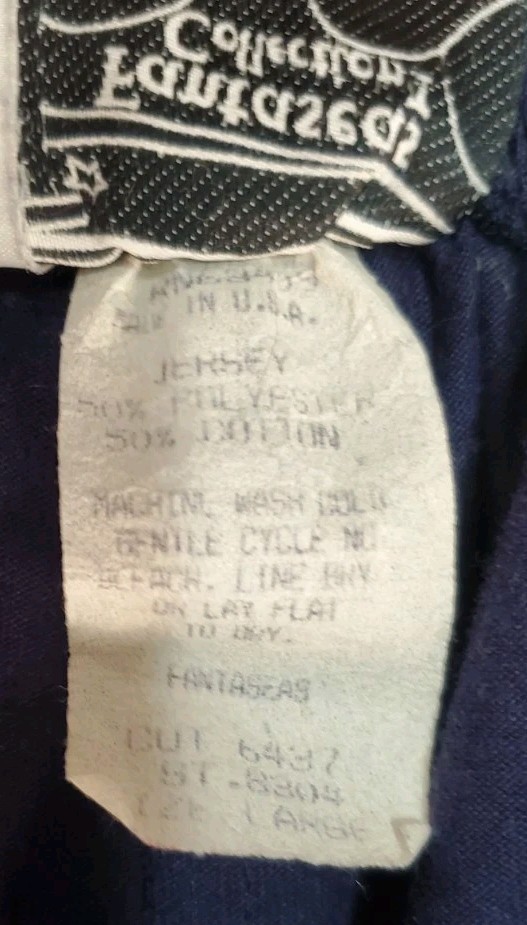 Fantaseas
Collection
IN U.S.A.
JERSEY
50% POLYESTER
50% COTTON
MACHINE WASH COLD
GENTLE CYCLE NO
BLEACH. LINE DRY
OR LAY FLAT
TO DRY.
FANTASEAS
CUT 6437
ST.8304
LARGE